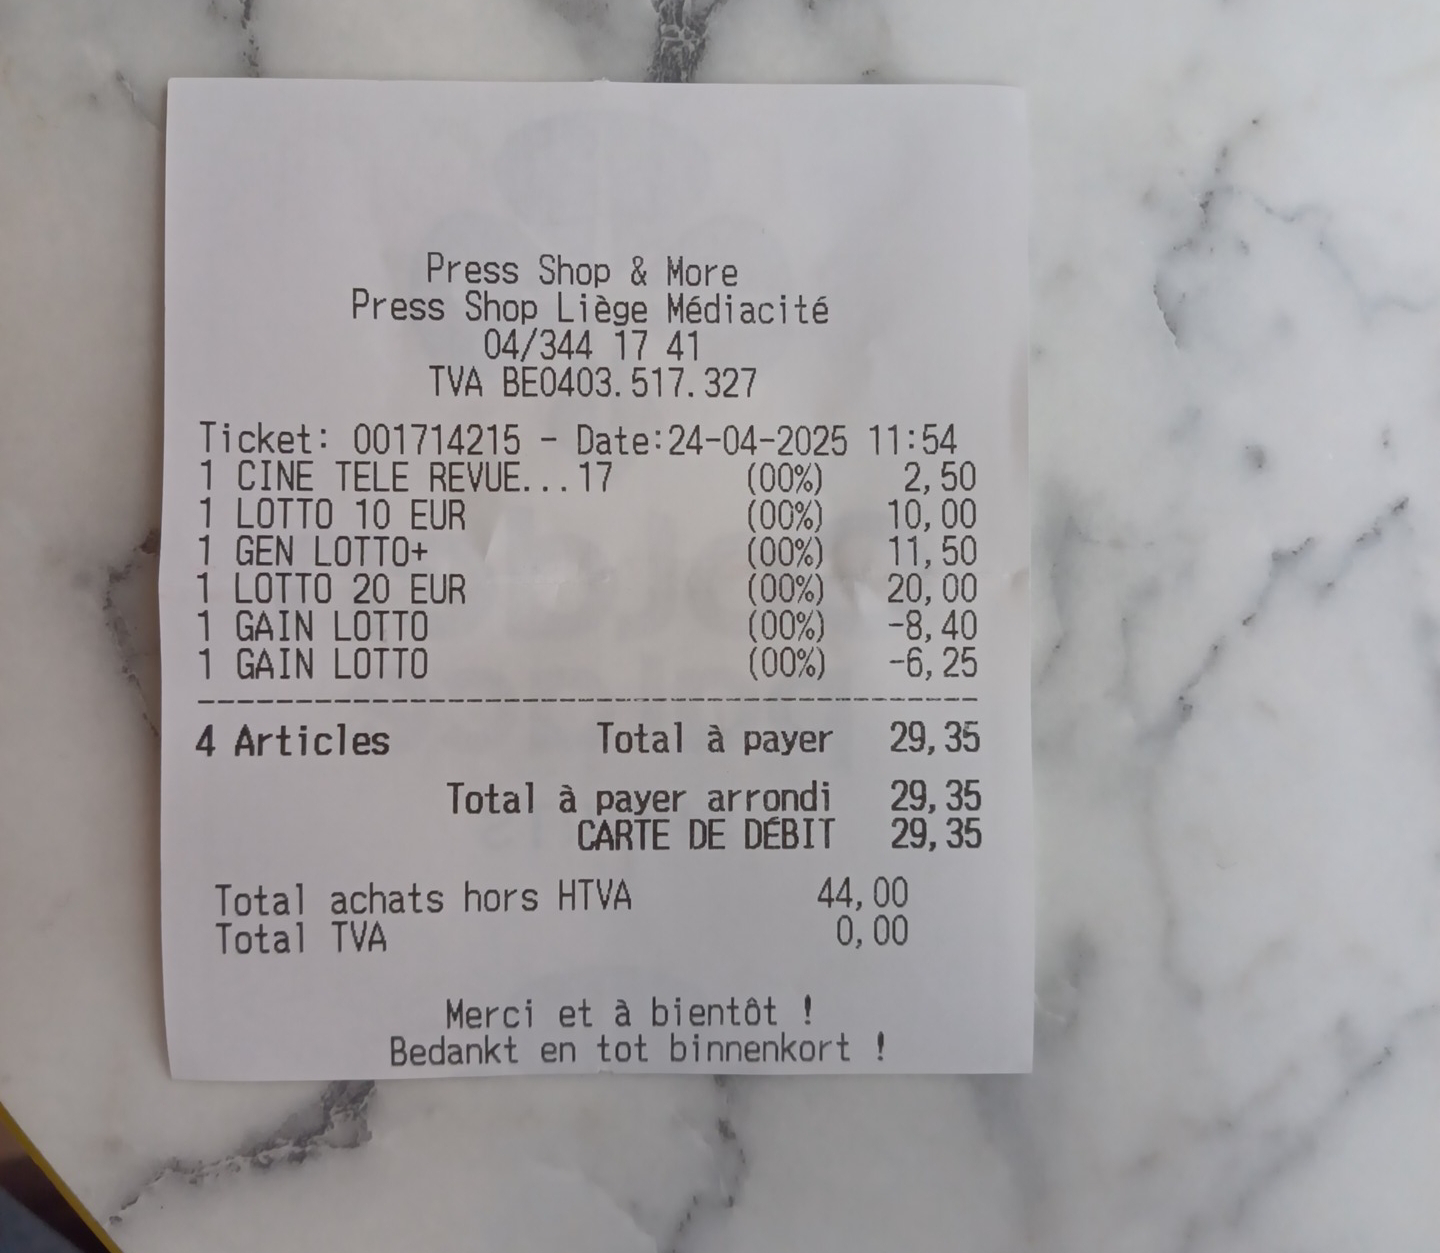 Press Shop & More
Press Shop Liège Médiacité
04/344 17 41
TVA BE0403.517.327
Ticket: 001714215 - Date:24-04-2025 11:54
1 CINE TELE REVUE...17 (00%) 2,50
1 LOTTO 10 EUR (00%) 10,00
1 GEN LOTTO+ (00%) 11,50
1 LOTTO 20 EUR (00%) 20,00
1 GAIN LOTTO (00%) -8,40
1 GAIN LOTTO (00%) -6,25
4 Articles Total à payer 29,35
Total à payer arrondi 29,35
CARTE DE DÉBIT 29,35
Total achats hors HTVA 44,00
Total TVA 0,00
Merci et à bientôt !
Bedankt en tot binnenkort !